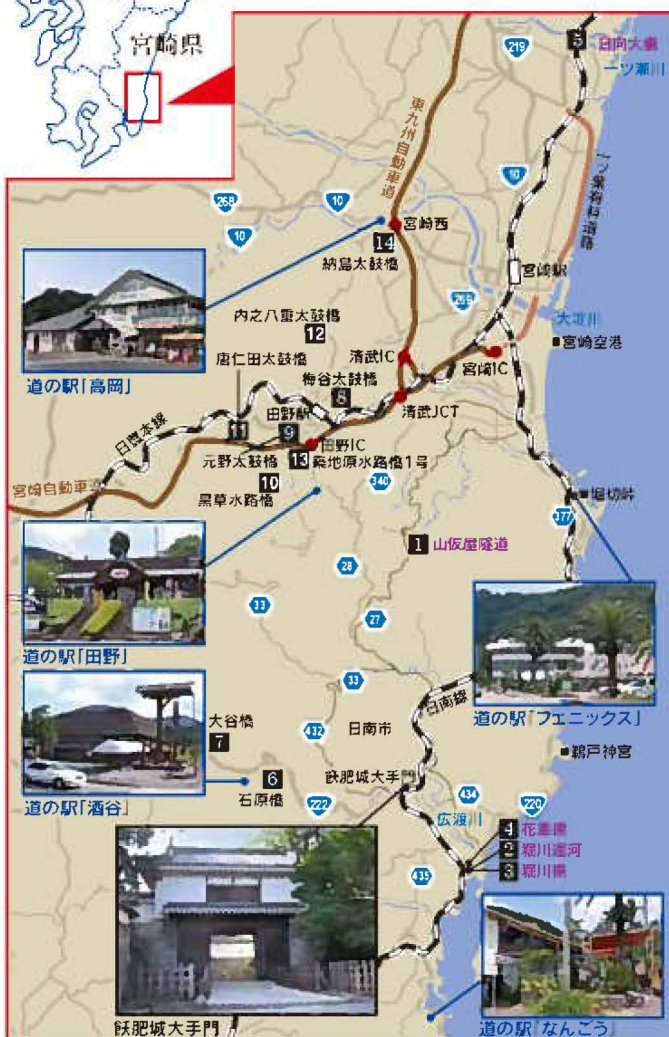 宮崎県
219
5
一ツ瀬川
東九州自動車道
10
一ツ葉有料道路
268
10
10
宮崎西
14
納島太鼓橋
宮崎駅
道の駅「高岡」
内之八重太鼓橋
12
269
大淀川
宮崎空港
唐仁田太鼓橋
清武IC
宮崎IC
梅谷太鼓橋
8
清武JCT
日豊本線
田野駅
11
9
田野IC
元野太鼓橋
13
築地原水路橋1号
宮崎自動車道
10
黒草水路橋
340
堀切峠
377
1
山仮屋隧道
28
33
27
道の駅「田野」
道の駅「フェニックス」
33
日南線
大谷橋
7
432
日南市
鵜戸神宮
道の駅「酒谷」
6
石原橋
222
飫肥城大手門
434
220
広渡川
4
花峯橋
2
堀川運河
3
堀川橋
435
飫肥城大手門
道の駅「なんごう」